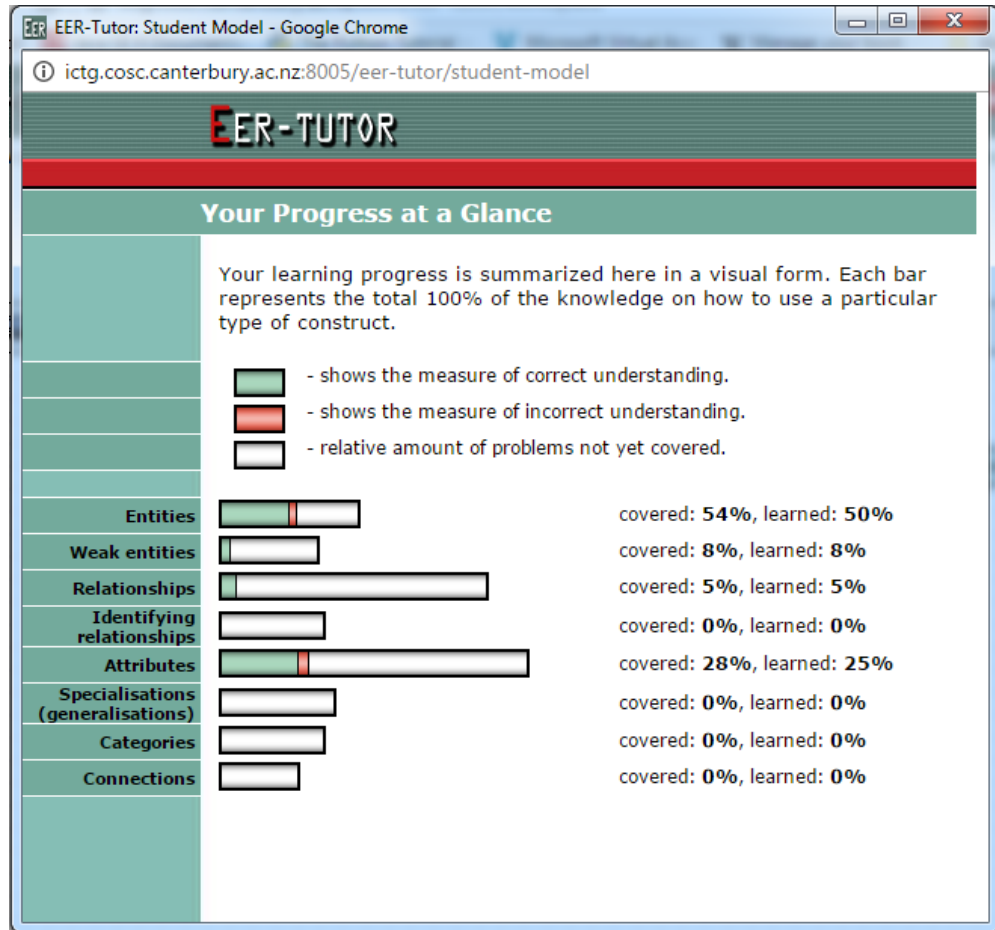 EER EER-Tutor: Student Model - Google Chrome
ictg.cosc.canterbury.ac.nz:8005/eer-tutor/student-model
EER-TUTOR
Your Progress at a Glance
Your learning progress is summarized here in a visual form. Each bar
represents the total 100% of the knowledge on how to use a particular
type of construct.
- shows the measure of correct understanding.
- shows the measure of incorrect understanding.
- relative amount of problems not yet covered.
Entities covered: 54%, learned: 50%
Weak entities covered: 8%, learned: 8%
Relationships covered: 5%, learned: 5%
Identifying
relationships covered: 0%, learned: 0%
Attributes covered: 28%, learned: 25%
Specialisations
(generalisations) covered: 0%, learned: 0%
Categories covered: 0%, learned: 0%
Connections covered: 0%, learned: 0%